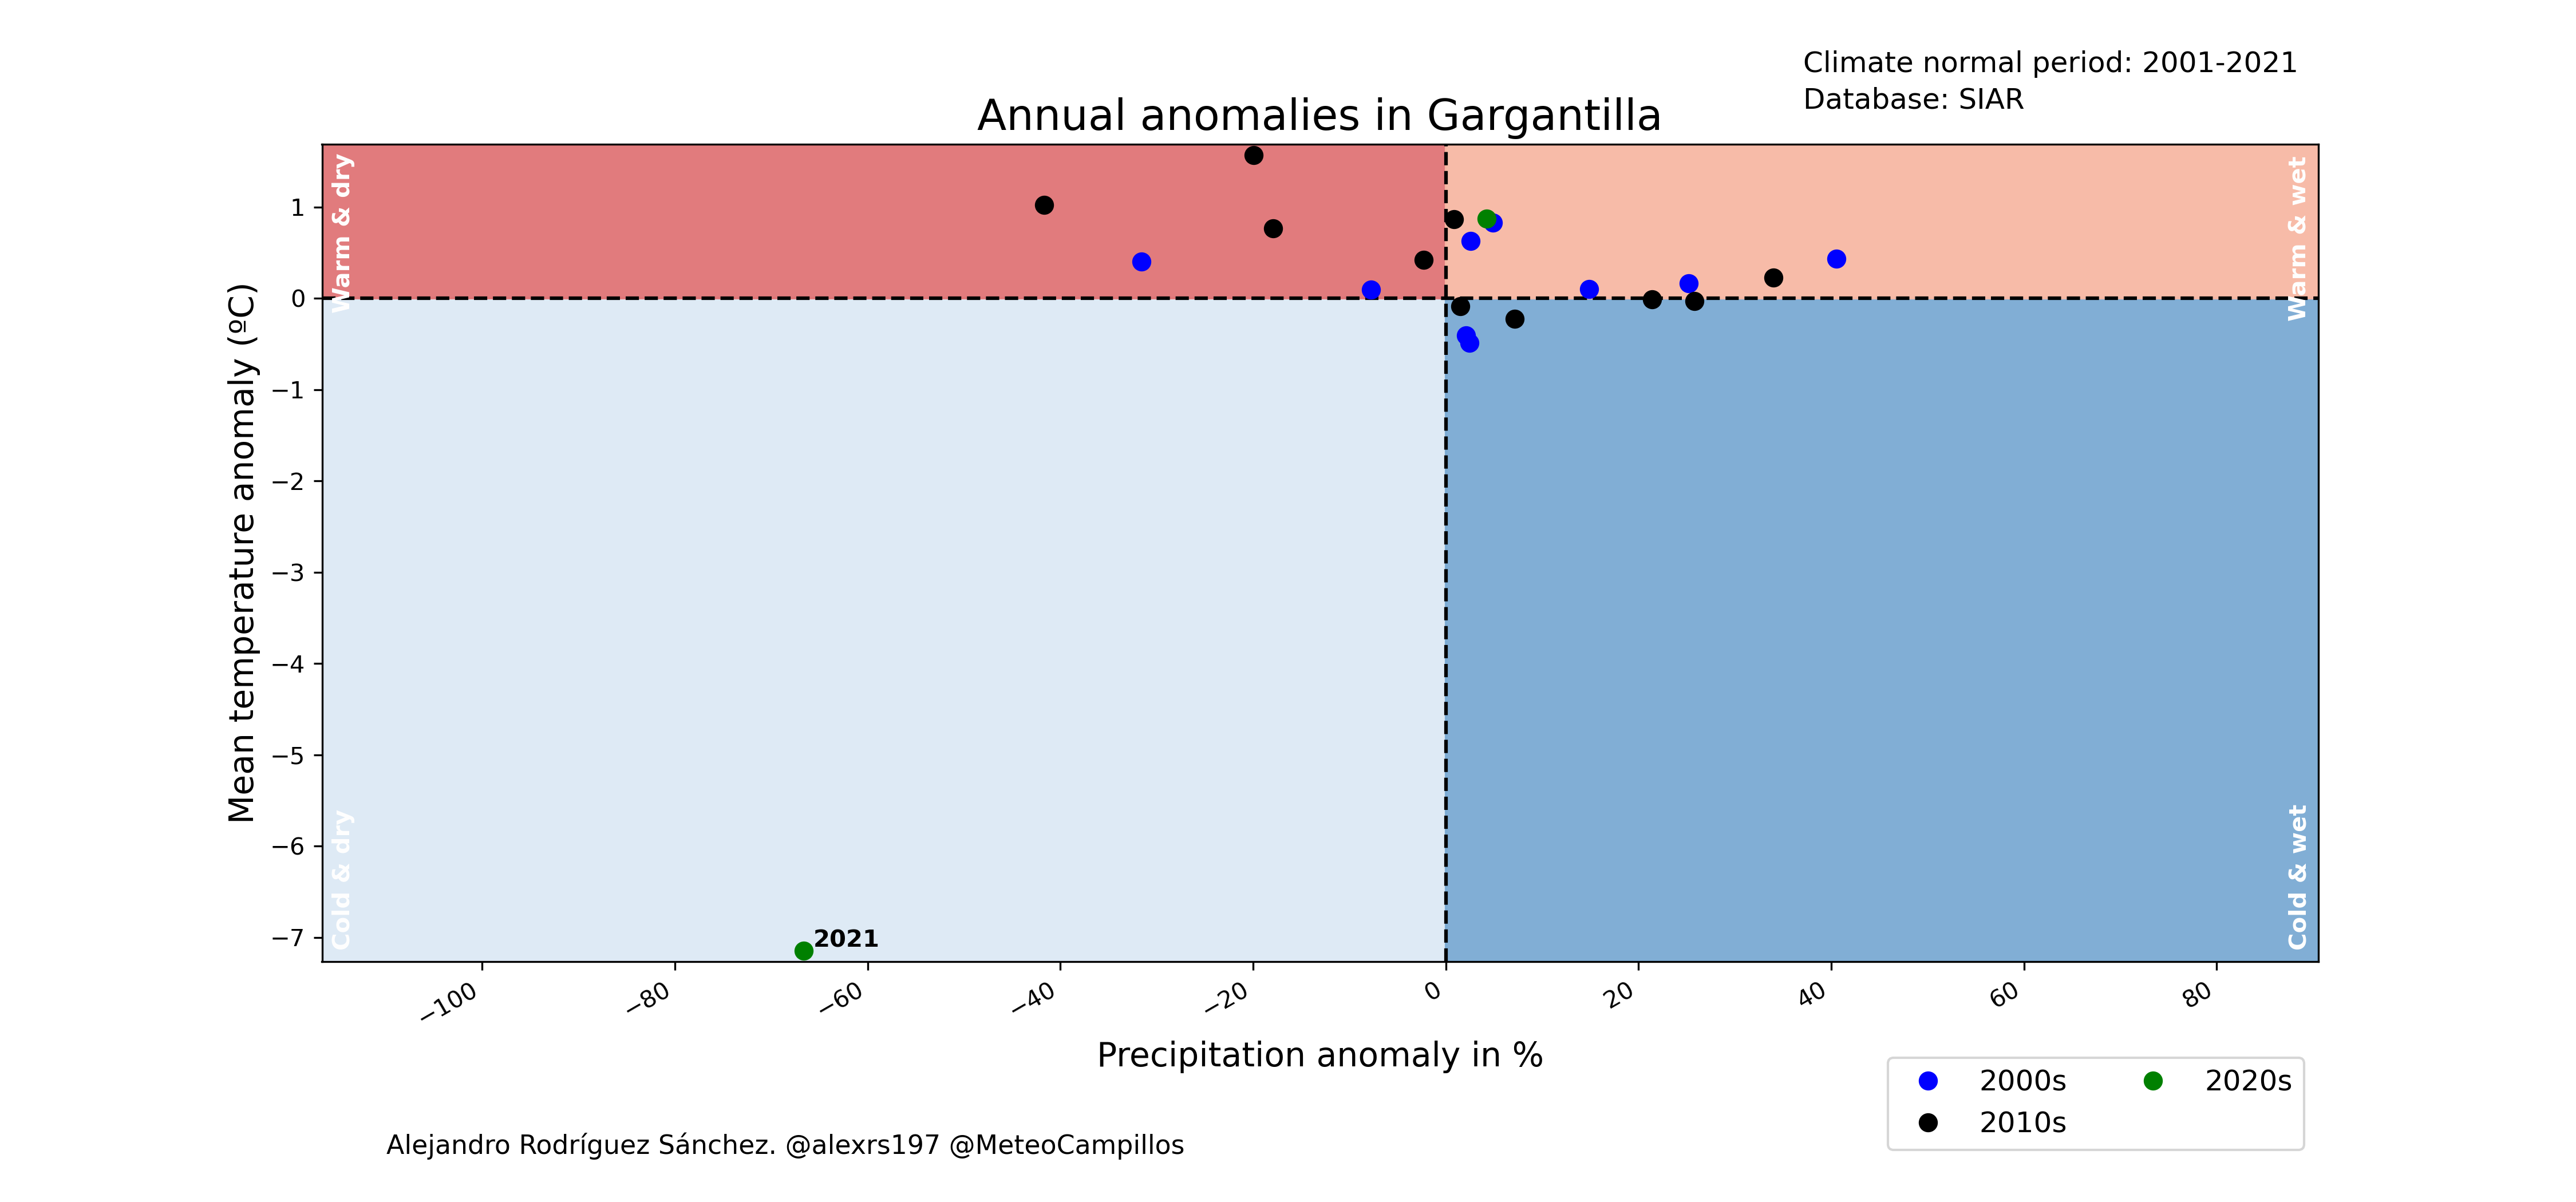 Climate normal period: 2001-2021
Database: SIAR
Annual anomalies in Gargantilla
Warm & dry
Warm & wet
Mean temperature anomaly (ºC)
1
0
−1
−2
−3
−4
−5
−6
−7
Cold & dry
Cold & wet
2021
−100
−80
−60
−40
−20
0
20
40
60
80
Precipitation anomaly in %
2000s
2010s
2020s
Alejandro Rodríguez Sánchez. @alexrs197 @MeteoCampillos